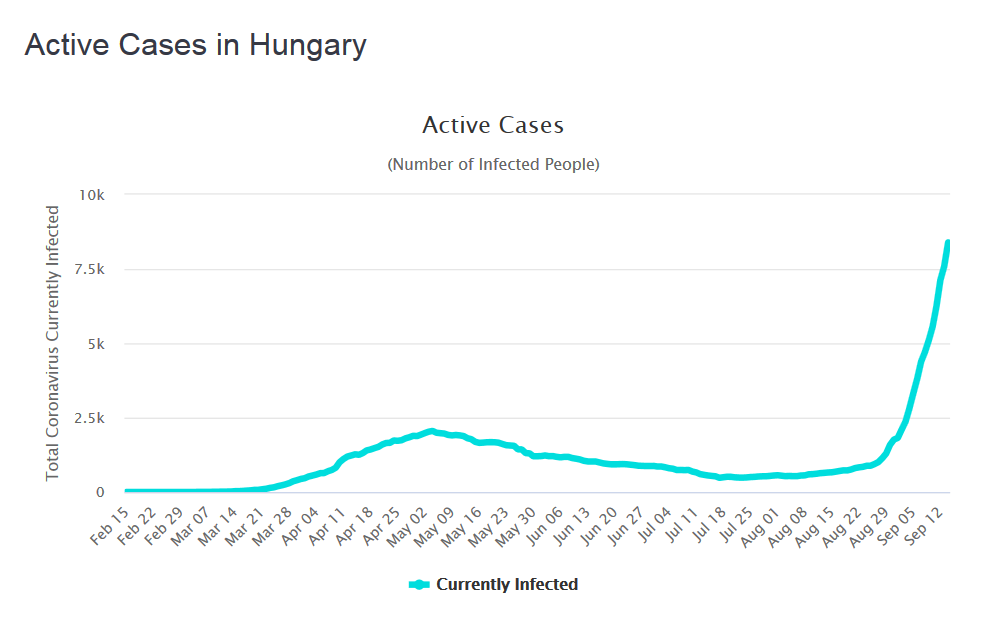 Active Cases in Hungary
Active Cases
(Number of Infected People)
Total Coronavirus Currently Infected
10k
7.5k
5k
2.5k
0
Feb 15
Feb 22
Feb 29
Mar 07
Mar 14
Mar 21
Mar 28
Apr 04
Apr 11
Apr 18
Apr 25
May 02
May 09
May 16
May 23
May 30
Jun 06
Jun 13
Jun 20
Jun 27
Jul 04
Jul 11
Jul 18
Jul 25
Aug 01
Aug 08
Aug 15
Aug 22
Aug 29
Sep 05
Sep 12
Currently Infected